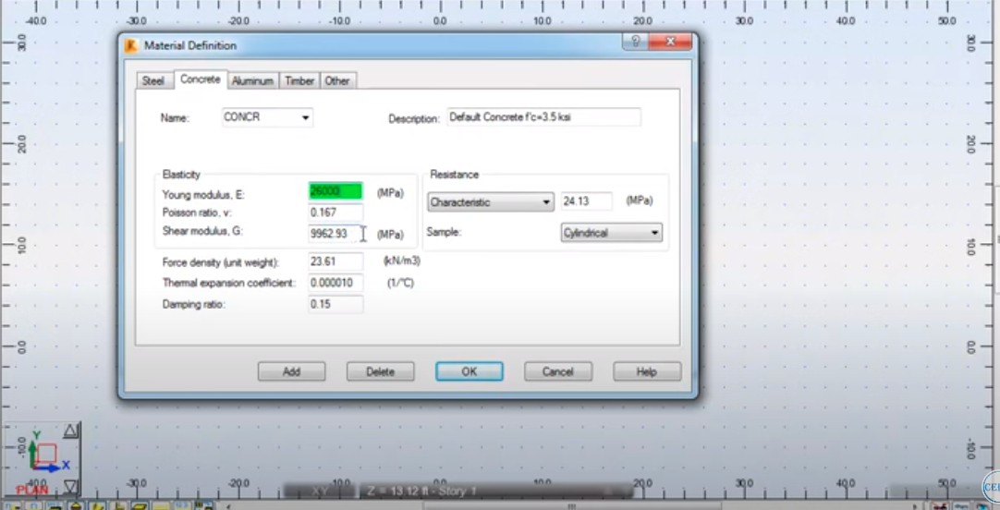 -40.0 -30.0 -20.0 -10.0 0.0 10.0 20.0 30.0 40.0 50.0
Material Definition
Steel Concrete Aluminum Timber Other
Name: CONCR Description: Default Concrete f'c=3.5 ksi
Elasticity Resistance
Young modulus, E: 26000 (MPa)
Characteristic 24.13 (MPa)
Poisson ratio, v: 0.167
Shear modulus, G: 9962.93 (MPa) Sample: Cylindrical
Force density (unit weight): 23.61 (kN/m3)
Thermal expansion coefficient: 0.000010 (1/°C)
Damping ratio: 0.15
Add Delete OK Cancel Help
30.0 30.0
20.0 20.0
10.0 10.0
0.0 0.0
-10.0 -10.0
Y
X
PLAN
-40.0 -30.0 -20.0 -10.0 0.0 10.0 20.0 30.0 40.0 50.0
XY Z = 13.12 ft - Story 1